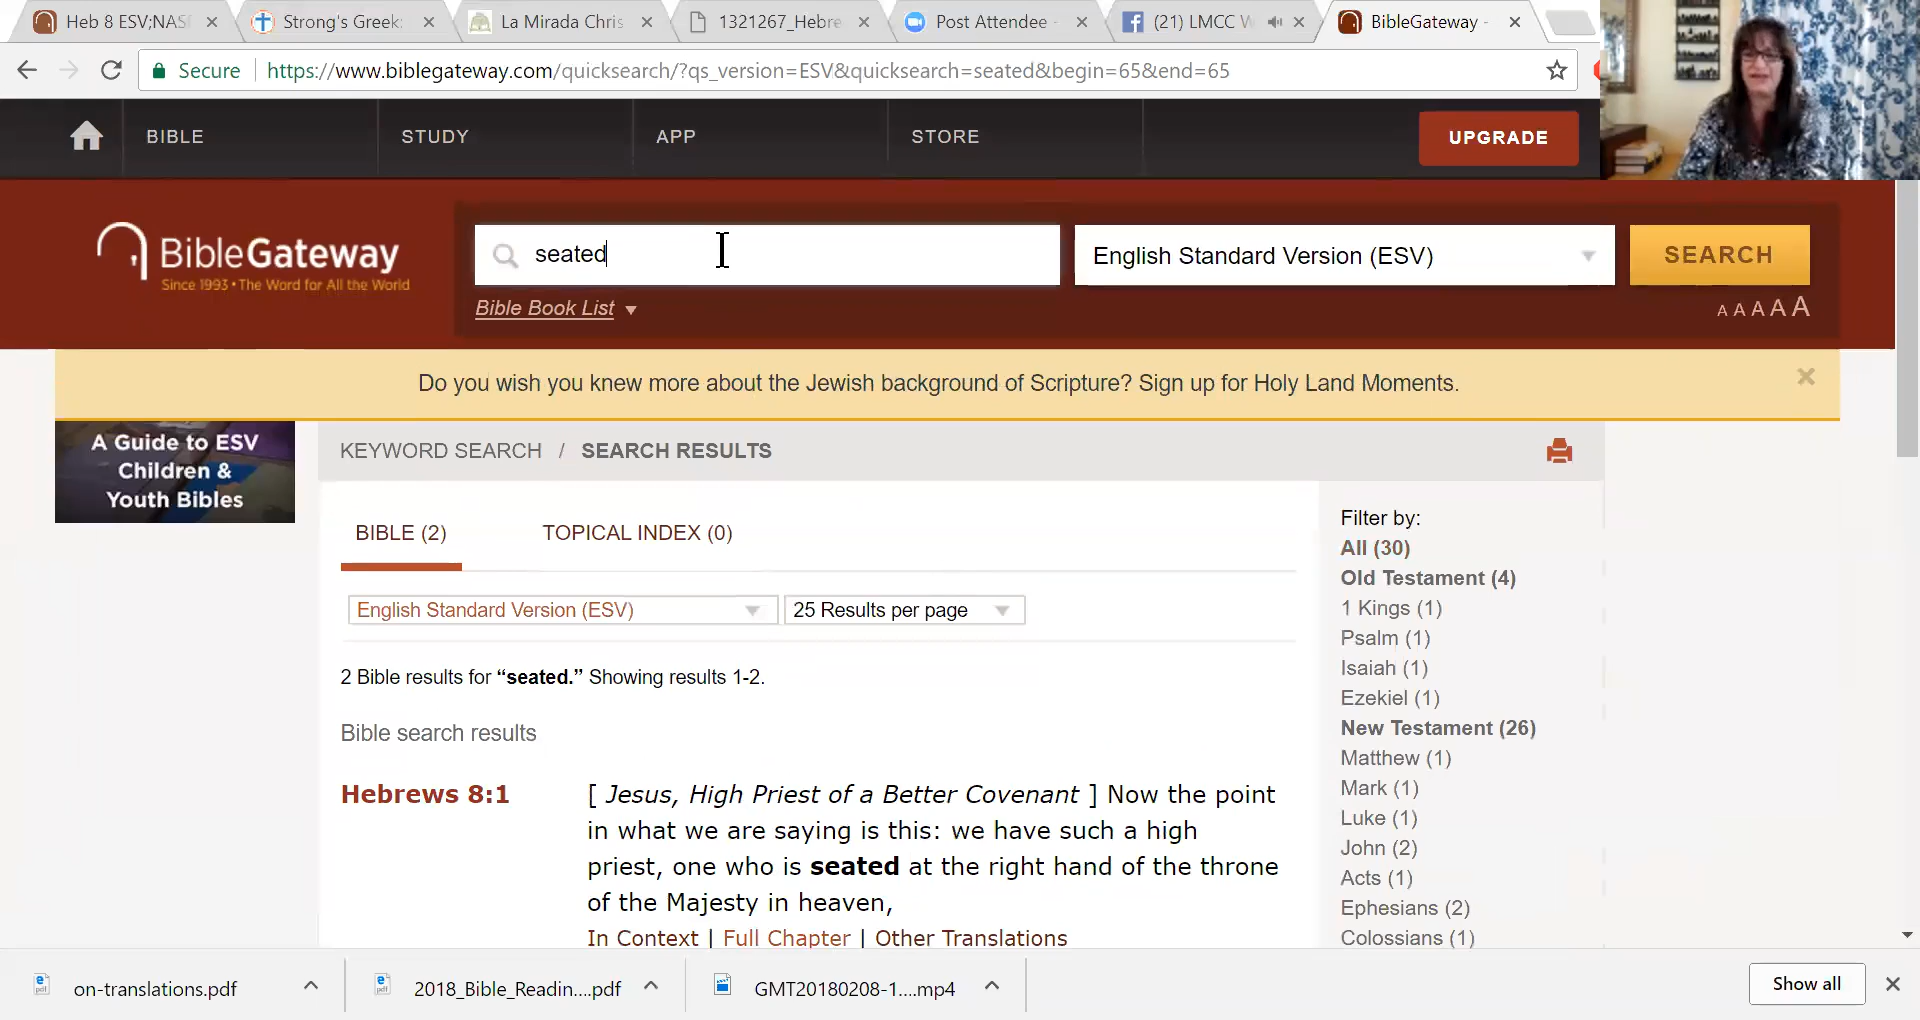 Heb 8 ESV;NAS
Strong's Greek:
La Mirada Chris
1321267_Hebre
Post Attendee -
(21) LMCC W
BibleGateway -
Secure
https://www.biblegateway.com/quicksearch/?qs_version=ESV&quicksearch=seated&begin=65&end=65
BIBLE
STUDY
APP
STORE
UPGRADE
BibleGateway
Since 1993 • The Word for All the World
seated
English Standard Version (ESV)
SEARCH
Bible Book List
A A A A A
Do you wish you knew more about the Jewish background of Scripture? Sign up for Holy Land Moments.
A Guide to ESV
Children &
Youth Bibles
KEYWORD SEARCH / SEARCH RESULTS
BIBLE (2)
TOPICAL INDEX (0)
English Standard Version (ESV)
25 Results per page
2 Bible results for “seated.” Showing results 1-2.
Bible search results
Hebrews 8:1
[ Jesus, High Priest of a Better Covenant ] Now the point
in what we are saying is this: we have such a high
priest, one who is seated at the right hand of the throne
of the Majesty in heaven,
In Context | Full Chapter | Other Translations
Filter by:
All (30)
Old Testament (4)
1 Kings (1)
Psalm (1)
Isaiah (1)
Ezekiel (1)
New Testament (26)
Matthew (1)
Mark (1)
Luke (1)
John (2)
Acts (1)
Ephesians (2)
Colossians (1)
on-translations.pdf
2018_Bible_Readin....pdf
GMT20180208-1....mp4
Show all